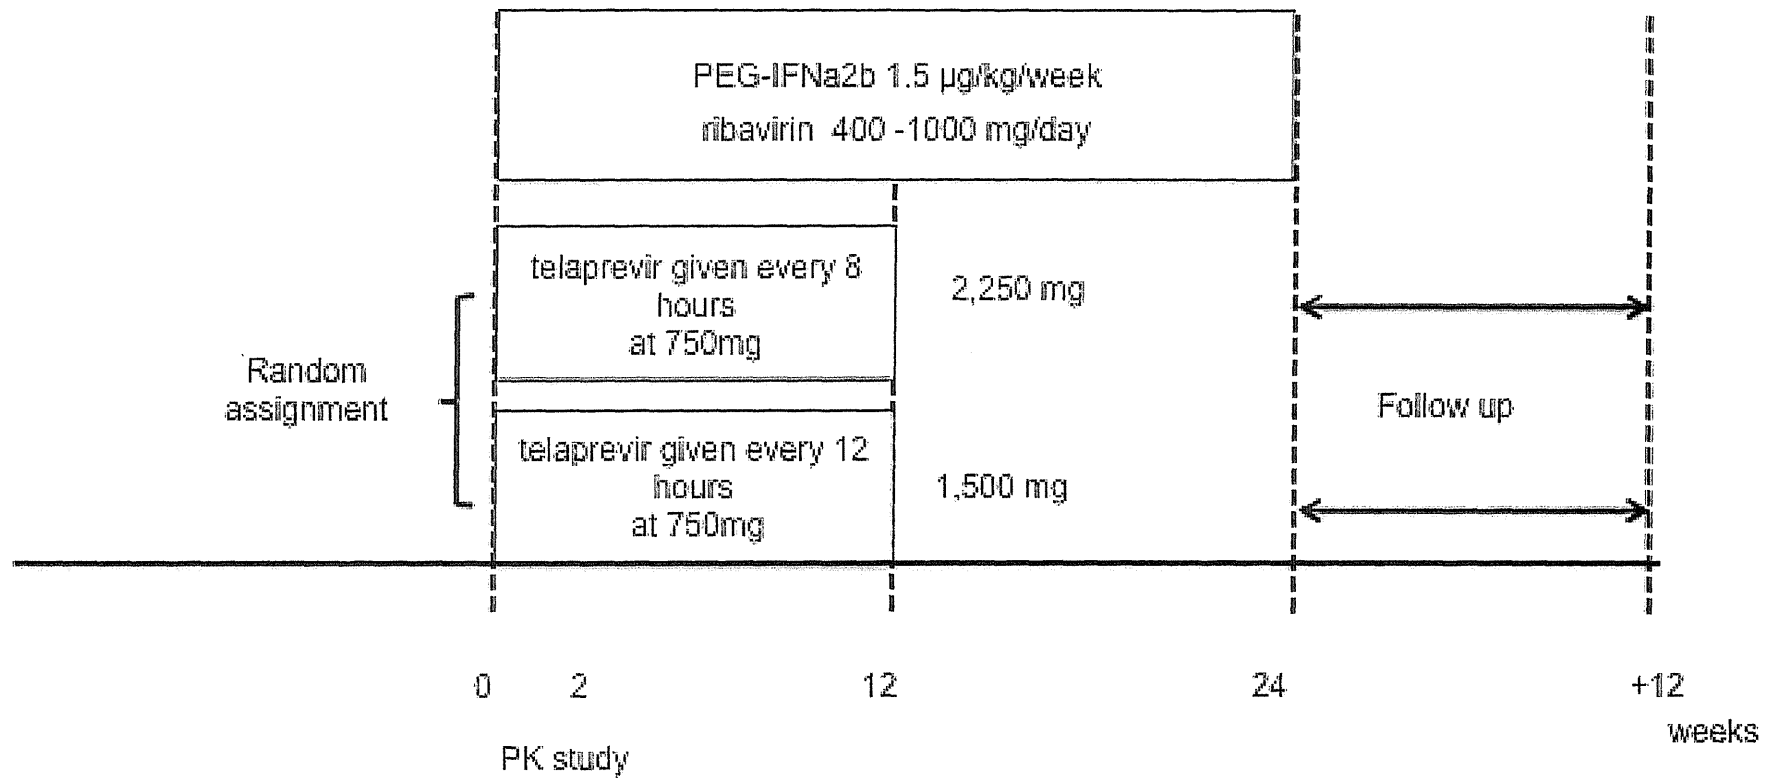 PEG-IFNa2b 1.5 µg/kg/week
ribavirin 400 -1000 mg/day
telaprevir given every 8
hours
at 750mg
2,250 mg
Random
assignment
Follow up
telaprevir given every 12
hours
at 750mg
1,500 mg
0 2 12 24 +12
weeks
PK study